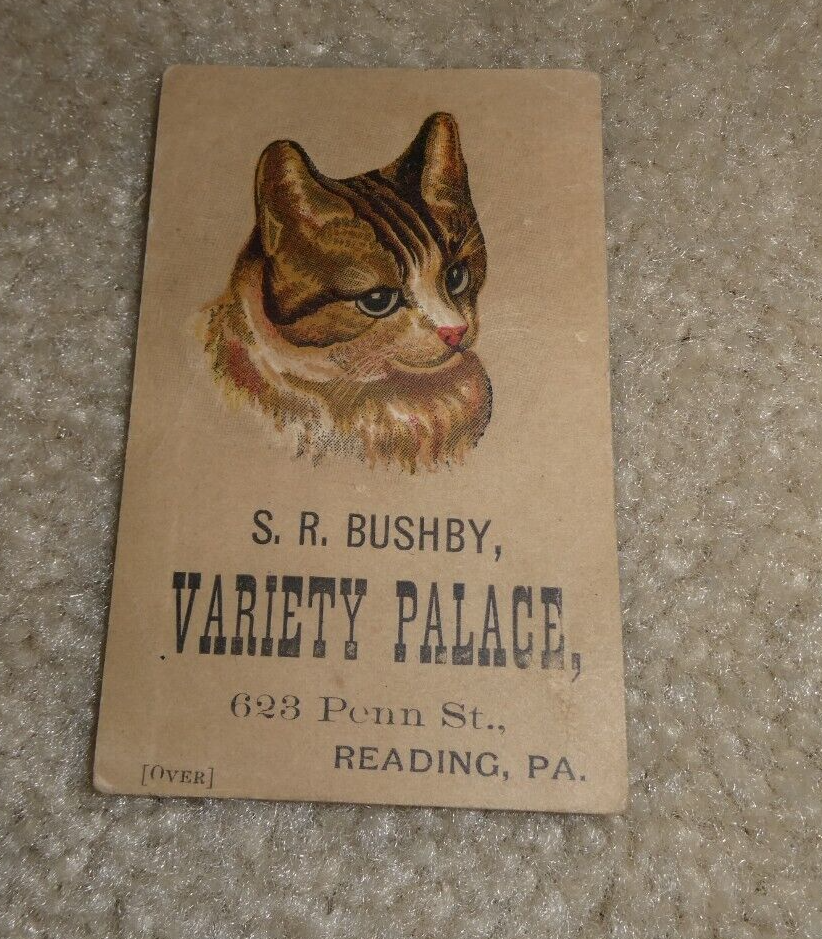 S. R. BUSHBY,
VARIETY PALACE,
623 Penn St.,
READING, PA.
[OVER]